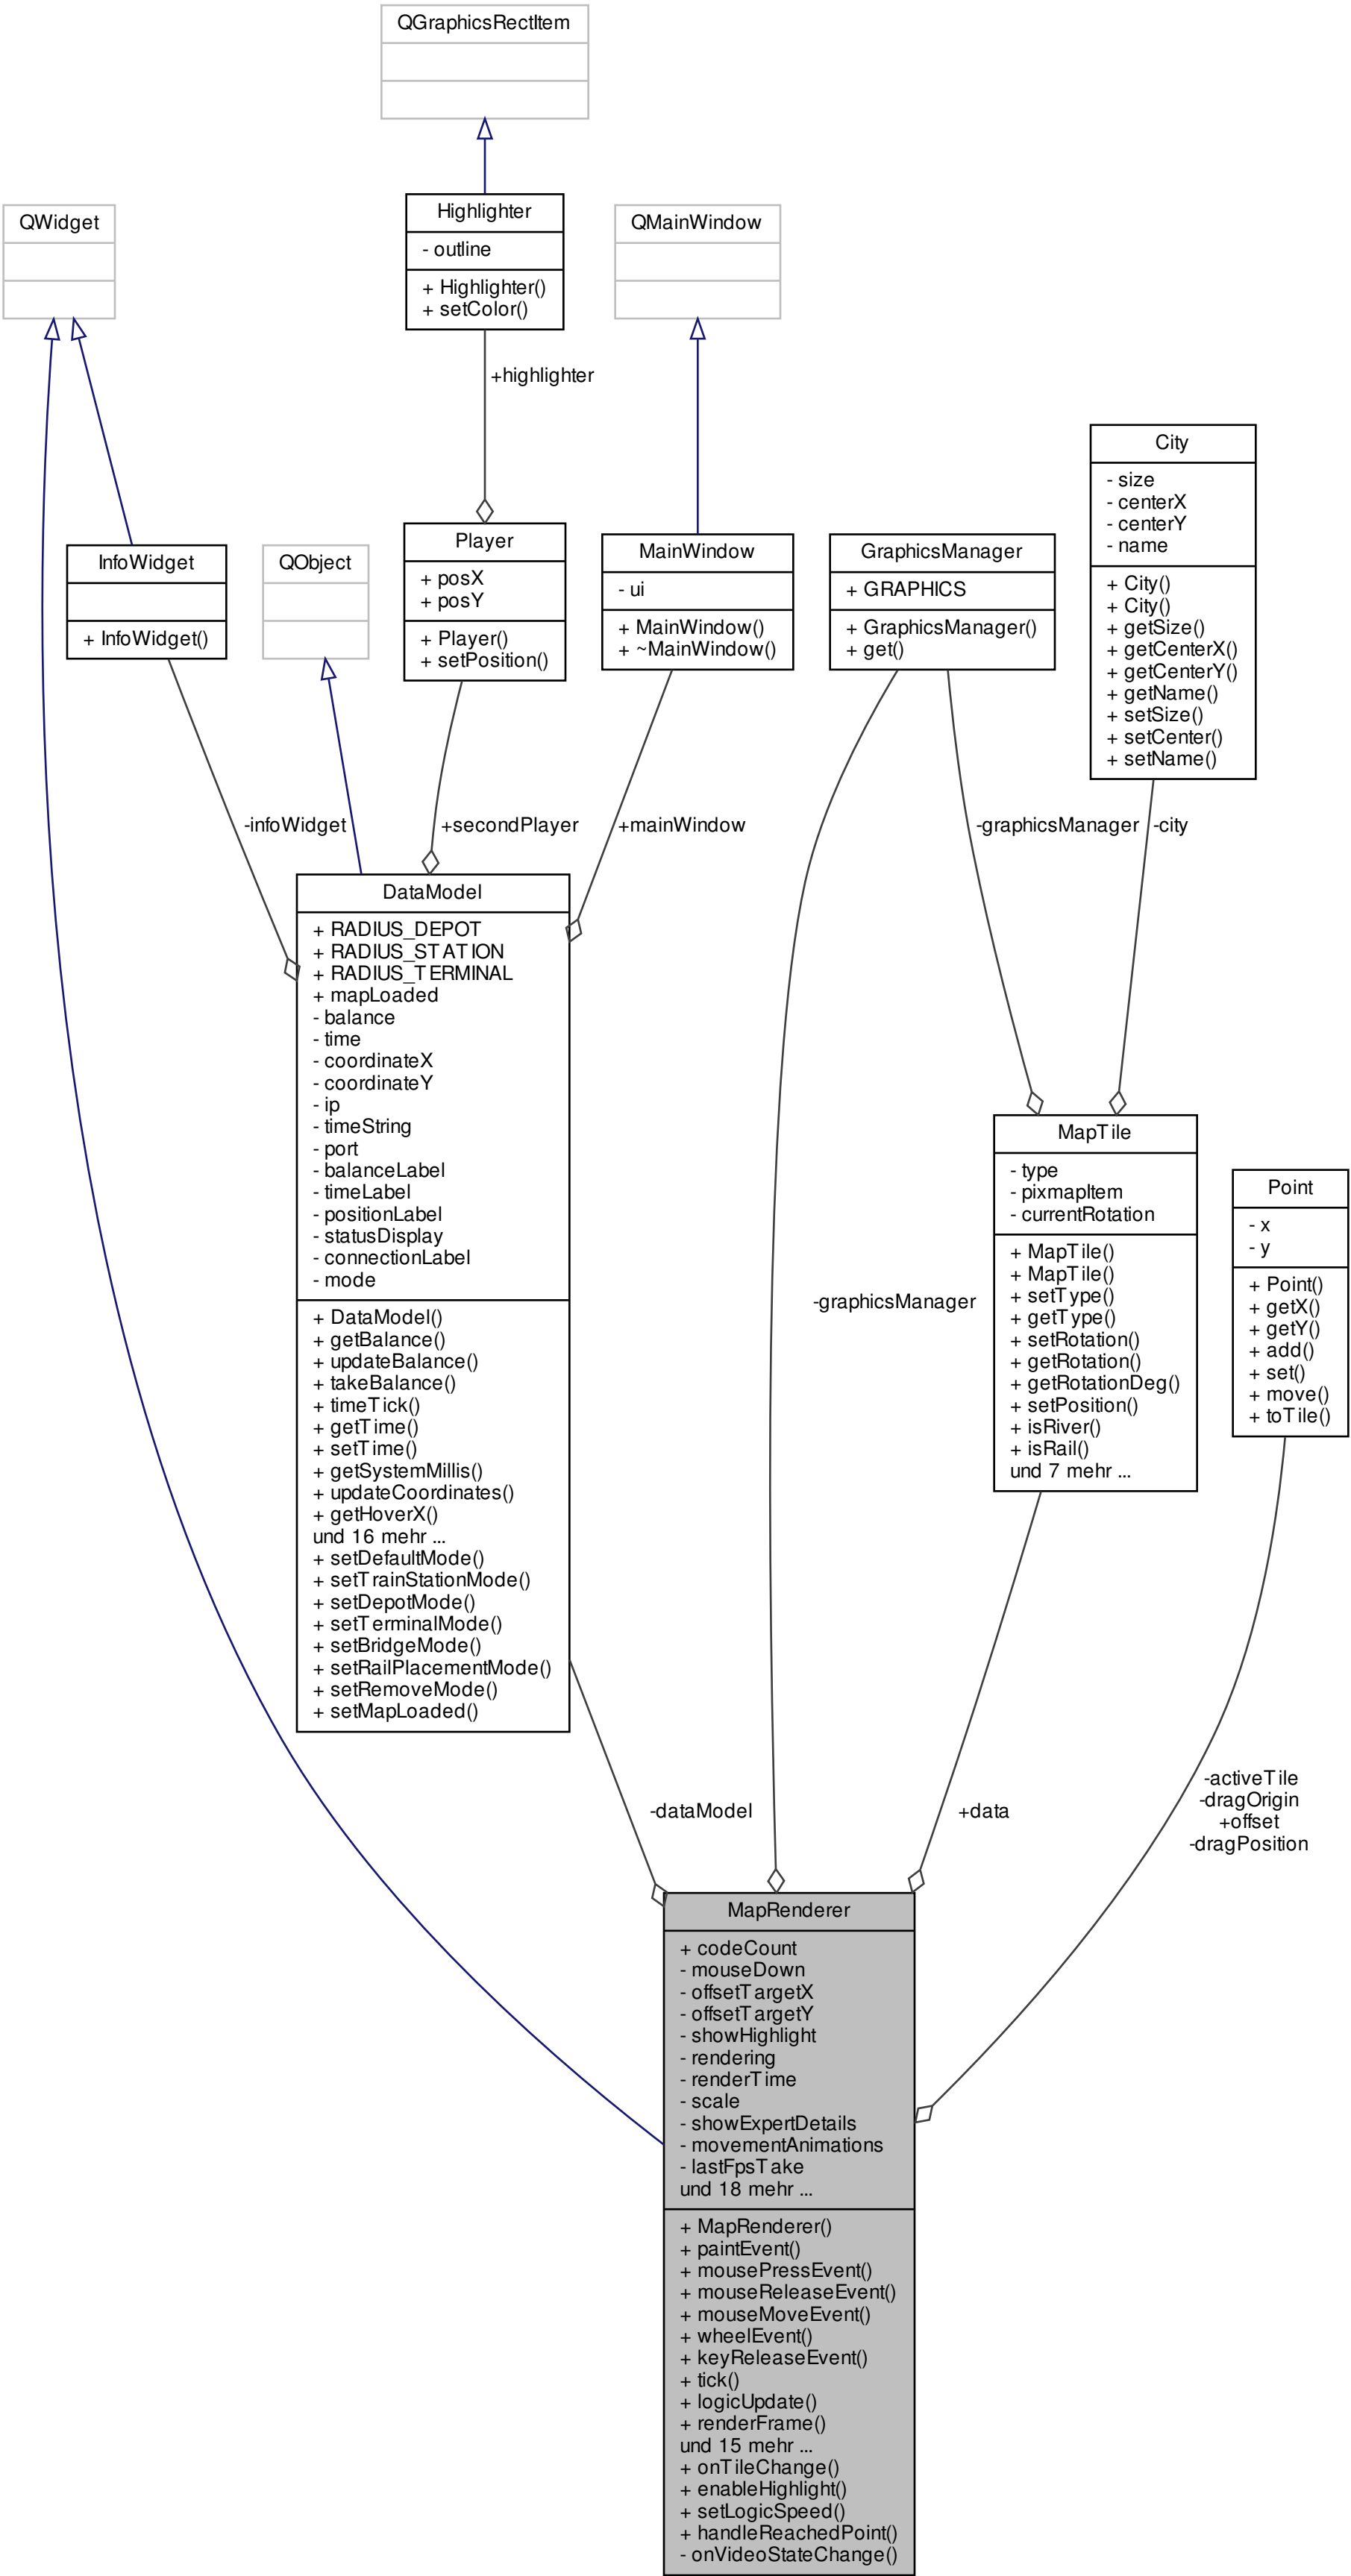 QGraphicsRectItem
Highlighter
- outline
+ Highlighter()
+ setColor()
QWidget
QMainWindow
+highlighter
City
- size
- centerX
- centerY
- name
+ City()
+ City()
+ getSize()
+ getCenterX()
+ getCenterY()
+ getName()
+ setSize()
+ setCenter()
+ setName()
InfoWidget
+ InfoWidget()
QObject
Player
+ posX
+ posY
+ Player()
+ setPosition()
MainWindow
- ui
+ MainWindow()
+ ~MainWindow()
GraphicsManager
+ GRAPHICS
+ GraphicsManager()
+ get()
-infoWidget
+secondPlayer
+mainWindow
-graphicsManager
-city
DataModel
+ RADIUS_DEPOT
+ RADIUS_STATION
+ RADIUS_TERMINAL
+ mapLoaded
- balance
- time
- coordinateX
- coordinateY
- ip
- timeString
- port
- balanceLabel
- timeLabel
- positionLabel
- statusDisplay
- connectionLabel
- mode
+ DataModel()
+ getBalance()
+ updateBalance()
+ takeBalance()
+ timeTick()
+ getTime()
+ setTime()
+ getSystemMillis()
+ updateCoordinates()
+ getHoverX()
und 16 mehr ...
+ setDefaultMode()
+ setTrainStationMode()
+ setDepotMode()
+ setTerminalMode()
+ setBridgeMode()
+ setRailPlacementMode()
+ setRemoveMode()
+ setMapLoaded()
MapTile
- type
- pixmapItem
- currentRotation
+ MapTile()
+ MapTile()
+ setType()
+ getType()
+ setRotation()
+ getRotation()
+ getRotationDeg()
+ setPosition()
+ isRiver()
+ isRail()
und 7 mehr ...
Point
- x
- y
+ Point()
+ getX()
+ getY()
+ add()
+ set()
+ move()
+ toTile()
-graphicsManager
-dataModel
+data
-activeTile
-dragOrigin
+offset
-dragPosition
MapRenderer
+ codeCount
- mouseDown
- offsetTargetX
- offsetTargetY
- showHighlight
- rendering
- renderTime
- scale
- showExpertDetails
- movementAnimations
- lastFpsTake
und 18 mehr ...
+ MapRenderer()
+ paintEvent()
+ mousePressEvent()
+ mouseReleaseEvent()
+ mouseMoveEvent()
+ wheelEvent()
+ keyReleaseEvent()
+ tick()
+ logicUpdate()
+ renderFrame()
und 15 mehr ...
+ onTileChange()
+ enableHighlight()
+ setLogicSpeed()
+ handleReachedPoint()
- onVideoStateChange()